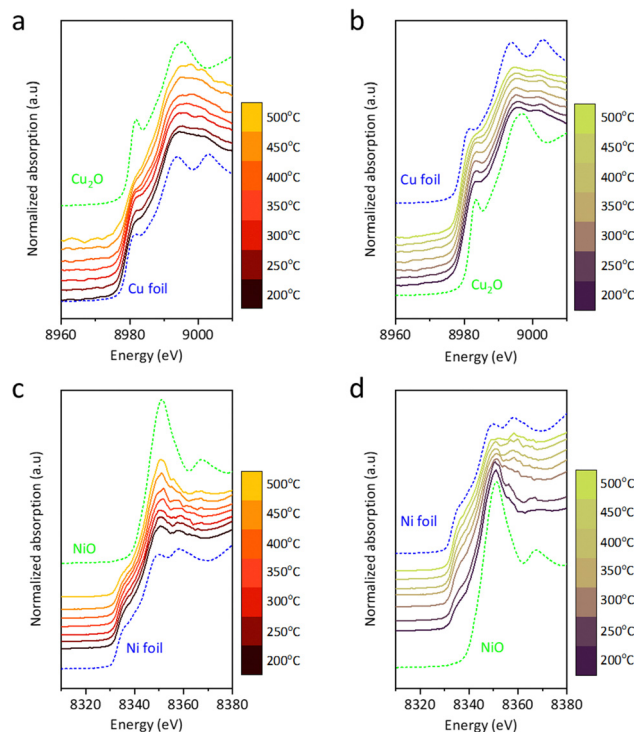 a
Normalized absorption (a.u)
Cu₂O
Cu foil
500°C
450°C
400°C
350°C
300°C
250°C
200°C
8960 8980 9000
Energy (eV)
b
Normalized absorption (a.u)
Cu foil
Cu₂O
500°C
450°C
400°C
350°C
300°C
250°C
200°C
8960 8980 9000
Energy (eV)
c
Normalized absorption (a.u)
NiO
Ni foil
500°C
450°C
400°C
350°C
300°C
250°C
200°C
8320 8340 8360 8380
Energy (eV)
d
Normalized absorption (a.u)
Ni foil
NiO
500°C
450°C
400°C
350°C
300°C
250°C
200°C
8320 8340 8360 8380
Energy (eV)